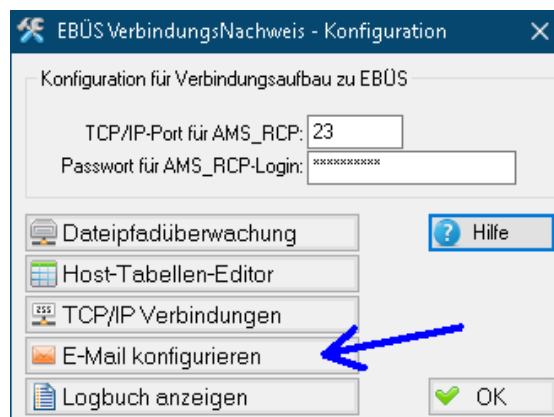 EBÜS VerbindungsNachweis - Konfiguration
Konfiguration für Verbindungsaufbau zu EBÜS
TCP/IP-Port für AMS_RCP: 23
Passwort für AMS_RCP-Login: **********
Dateipfadüberwachung
Hilfe
Host-Tabellen-Editor
255
TCP/IP Verbindungen
E-Mail konfigurieren
Logbuch anzeigen
OK